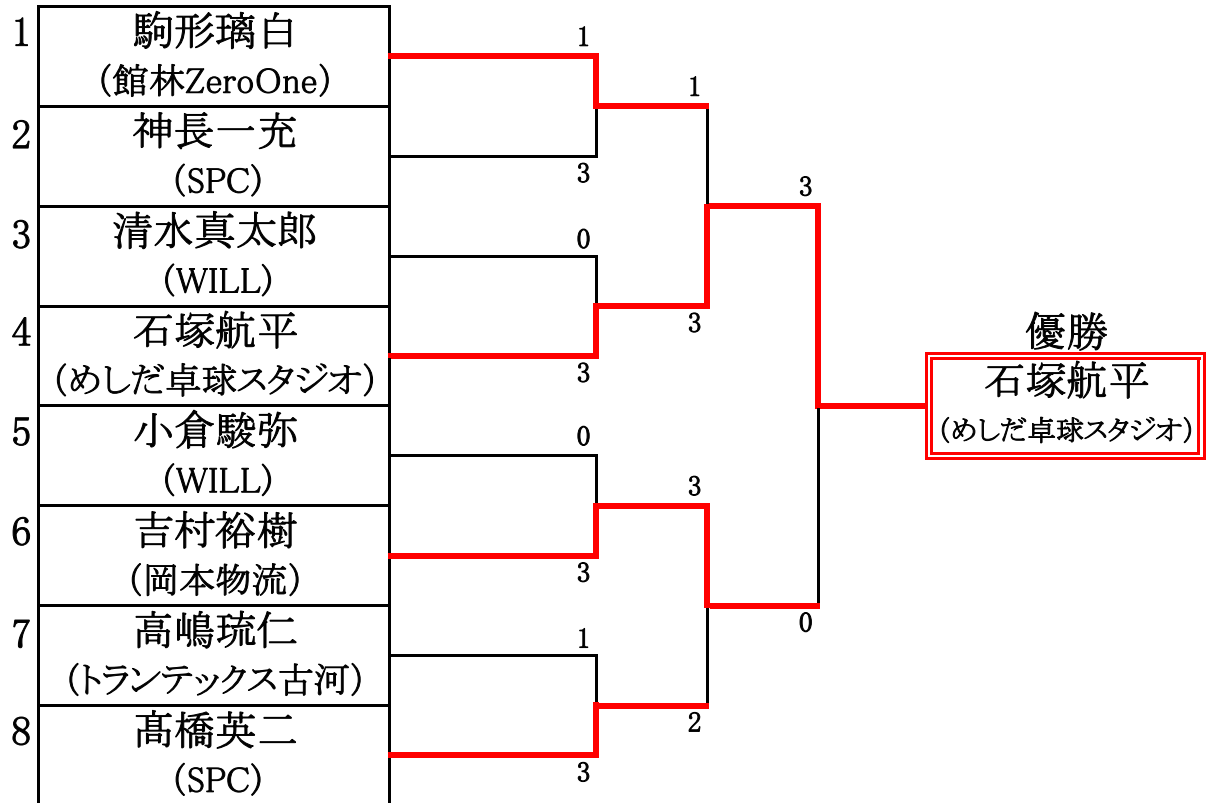 1
駒形璃白
(館林ZeroOne)
2
神長一充
(SPC)
3
清水真太郎
(WILL)
4
石塚航平
(めしだ卓球スタジオ)
5
小倉駿弥
(WILL)
6
吉村裕樹
(岡本物流)
7
高嶋琉仁
(トランテックス古河)
8
髙橋英二
(SPC)
1
3
0
3
0
3
1
3
1
3
3
2
3
0
優勝
石塚航平
(めしだ卓球スタジオ)